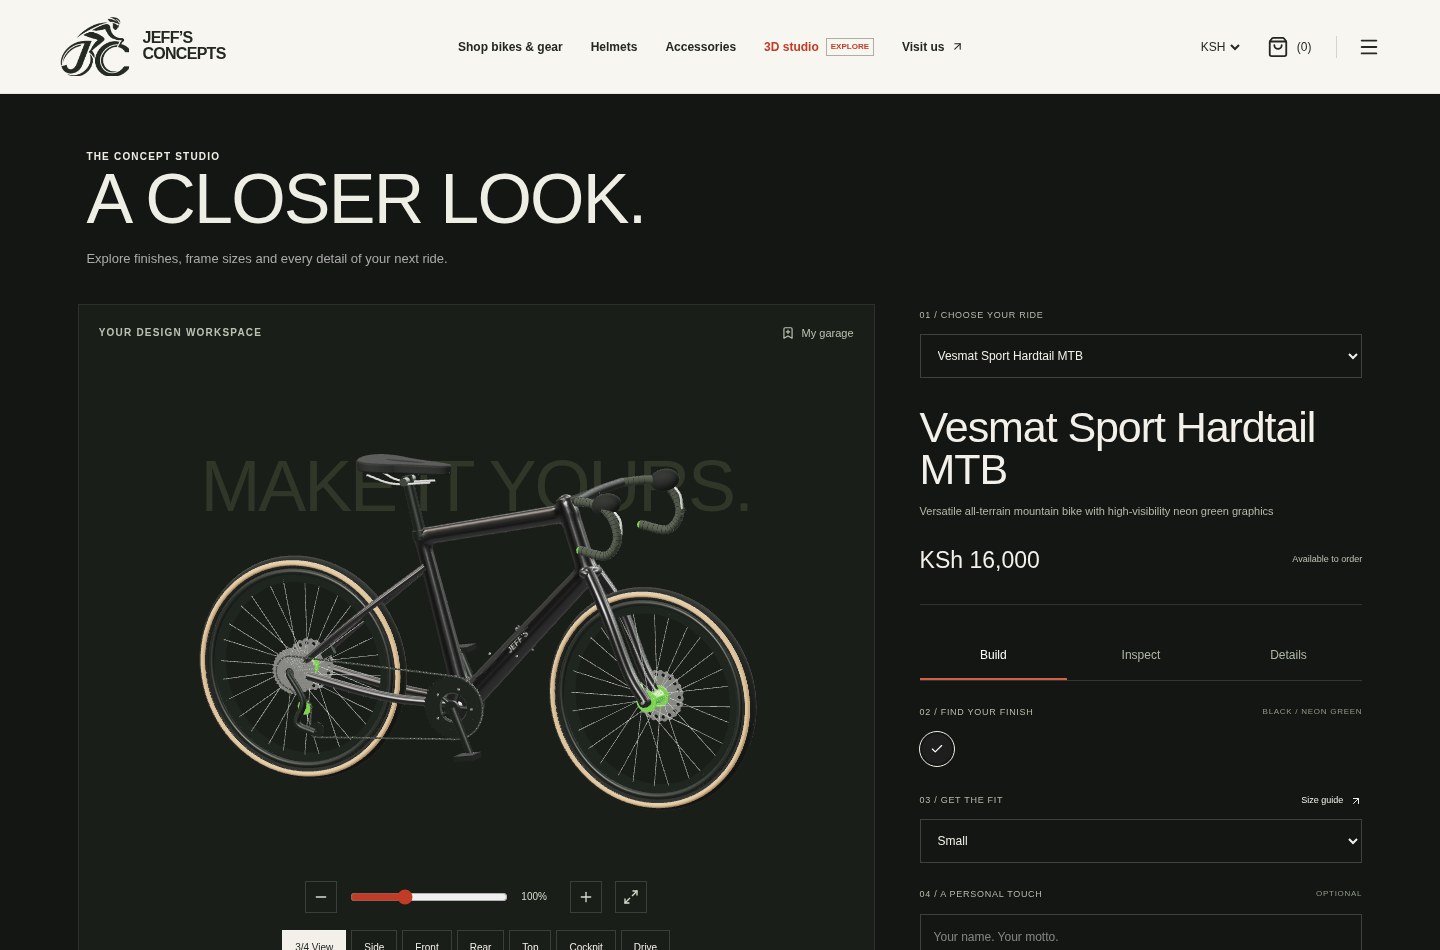 JEFF'S
CONCEPTS
Shop bikes & gear
Helmets
Accessories
3D studio
EXPLORE
Visit us
KSH
(0)
THE CONCEPT STUDIO
A CLOSER LOOK.
Explore finishes, frame sizes and every detail of your next ride.
YOUR DESIGN WORKSPACE
My garage
MAKE IT YOURS.
JEFF'S
100%
3/4 View
Side
Front
Rear
Top
Cockpit
Drive
01 / CHOOSE YOUR RIDE
Vesmat Sport Hardtail MTB
Vesmat Sport Hardtail
MTB
Versatile all-terrain mountain bike with high-visibility neon green graphics
KSh 16,000
Available to order
Build
Inspect
Details
02 / FIND YOUR FINISH
BLACK / NEON GREEN
03 / GET THE FIT
Size guide
Small
04 / A PERSONAL TOUCH
OPTIONAL
Your name. Your motto.